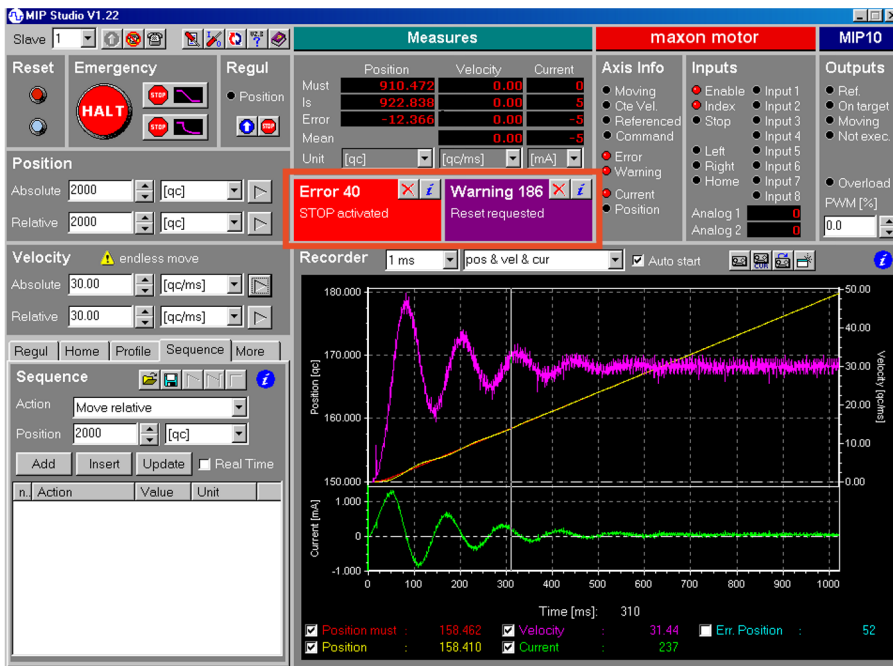 MIP Studio V1.22
Slave 1
Measures
maxon motor
MIP10
Reset
Emergency
Regul
HALT
STOP
STOP
Position
STOP
Position Velocity Current
Must 910.472 0.00 0
Is 922.838 0.00 5
Error -12.366 0.00 -5
Mean 0.00 -5
Unit [qc] [qc/ms] [mA]
Axis Info
Moving
Cte Vel.
Referenced
Command
Error
Warning
Current
Position
Inputs
Enable Input 1
Index Input 2
Stop Input 3
Input 4
Left Input 5
Right Input 6
Home Input 7
Input 8
Analog 1 0
Analog 2 0
Outputs
Ref.
On target
Moving
Not exec.
Overload
PWM [%]
0.0
Position
Absolute 2000 [qc]
Relative 2000 [qc]
Error 40
STOP activated
Warning 186
Reset requested
Velocity endless move
Absolute 30.00 [qc/ms]
Relative 30.00 [qc/ms]
Recorder 1 ms pos & vel & cur Auto start
CUR
Regul Home Profile Sequence More
Sequence
Action Move relative
Position 2000 [qc]
Add Insert Update Real Time
n.. Action Value Unit
180.000
170.000
160.000
150.000
Position [qc]
50.00
40.00
30.00
20.00
10.00
0.00
Velocity [qc/ms]
1.000
0
-1.000
Current [mA]
0 100 200 300 400 500 600 700 800 900 1000
Time [ms]: 310
Position must : 158.462 Velocity : 31.44 Err. Position : 52
Position : 158.410 Current : 237